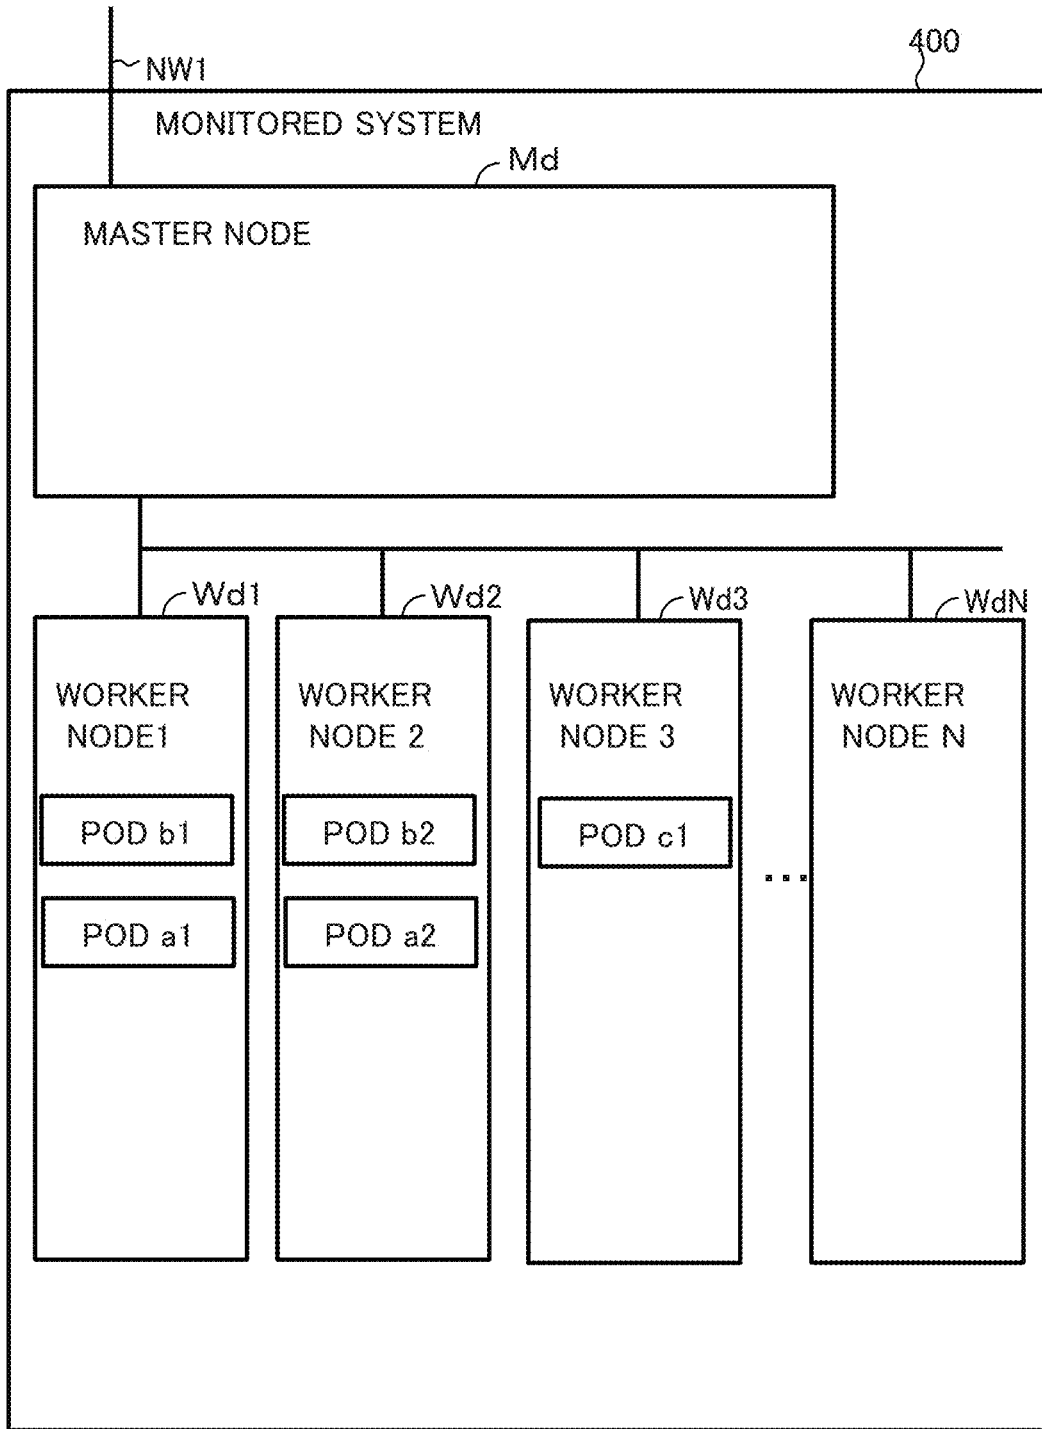 400
NW1
MONITORED SYSTEM
Md
MASTER NODE
Wd1
Wd2
Wd3
WdN
WORKER
NODE1
WORKER
NODE 2
WORKER
NODE 3
WORKER
NODE N
POD b1
POD b2
POD c1
...
POD a1
POD a2